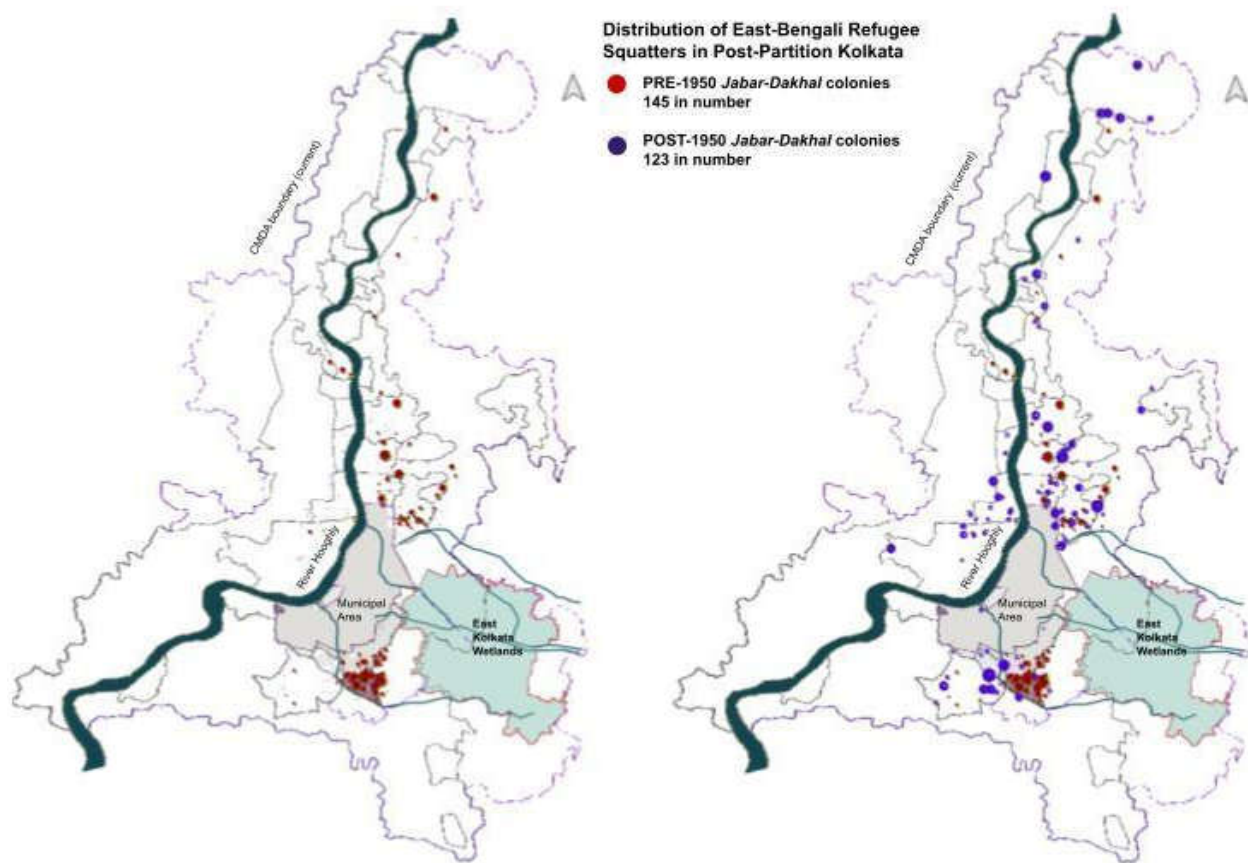 Distribution of East-Bengali Refugee
Squatters in Post-Partition Kolkata
PRE-1950 Jabar-Dakhal colonies
145 in number
POST-1950 Jabar-Dakhal colonies
123 in number
CMDA boundary (current)
River Hooghly
Municipal
Area
East
Kolkata
Wetlands
CMDA boundary (current)
River Hooghly
Municipal
Area
East
Kolkata
Wetlands